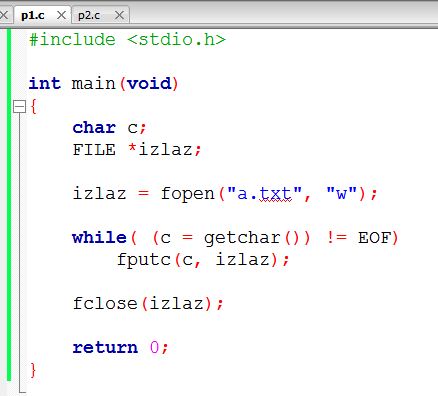 p1.c p2.c
#include <stdio.h>
int main(void)
{
char c;
FILE *izlaz;
izlaz = fopen("a.txt", "w");
while( (c = getchar()) != EOF)
fputc(c, izlaz);
fclose(izlaz);
return 0;
}